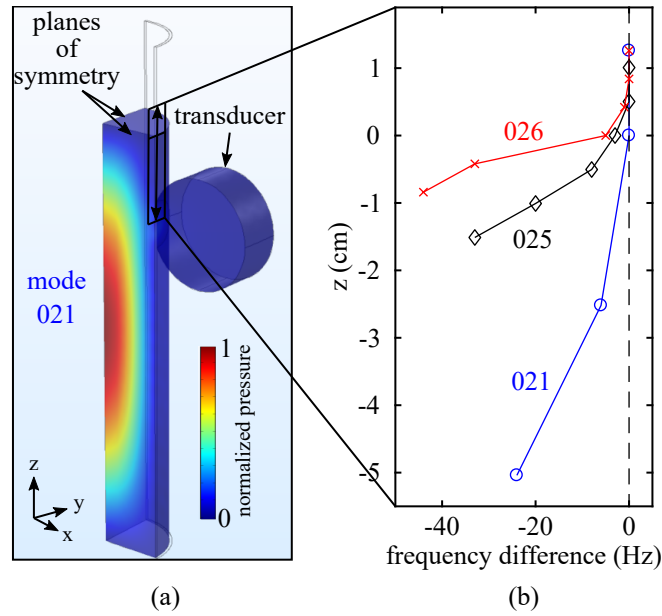 planes
of
symmetry
transducer
mode
021
1
normalized pressure
0
z
y
x
(a)
1
0
-1
-2
-3
-4
-5
z (cm)
026
025
021
-40
-20
0
frequency difference (Hz)
(b)